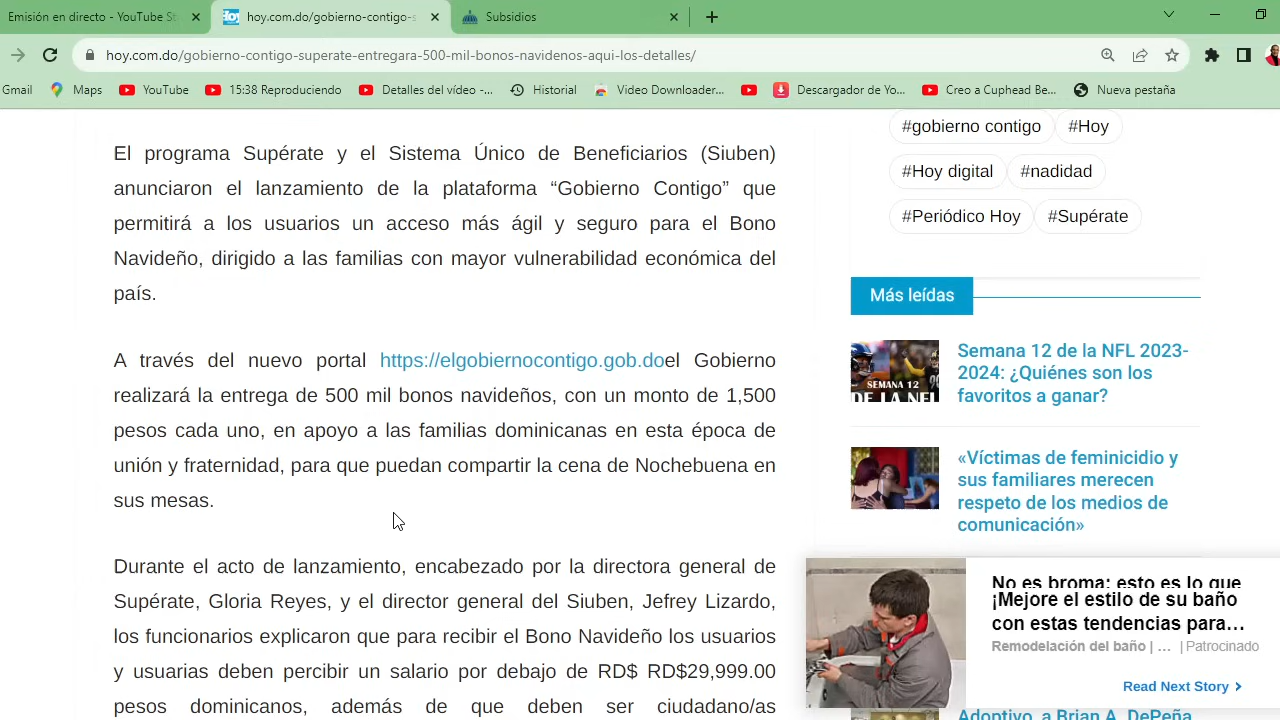 Emisión en directo - YouTube St
hoy.com.do/gobierno-contigo-s
Subsidios
hoy.com.do/gobierno-contigo-superate-entregara-500-mil-bonos-navidenos-aqui-los-detalles/
Gmail
Maps
YouTube
15:38 Reproduciendo
Detalles del vídeo -...
Historial
Video Downloader...
Descargador de Yo...
Creo a Cuphead Be...
Nueva pestaña
El programa Supérate y el Sistema Único de Beneficiarios (Siuben)
anunciaron el lanzamiento de la plataforma “Gobierno Contigo” que
permitirá a los usuarios un acceso más ágil y seguro para el Bono
Navideño, dirigido a las familias con mayor vulnerabilidad económica del
país.
A través del nuevo portal https://elgobiernocontigo.gob.doel Gobierno
realizará la entrega de 500 mil bonos navideños, con un monto de 1,500
pesos cada uno, en apoyo a las familias dominicanas en esta época de
unión y fraternidad, para que puedan compartir la cena de Nochebuena en
sus mesas.
Durante el acto de lanzamiento, encabezado por la directora general de
Supérate, Gloria Reyes, y el director general del Siuben, Jefrey Lizardo,
los funcionarios explicaron que para recibir el Bono Navideño los usuarios
y usuarias deben percibir un salario por debajo de RD$ RD$29,999.00
pesos dominicanos, además de que deben ser ciudadano/as
#gobierno contigo
#Hoy
#Hoy digital
#nadidad
#Periódico Hoy
#Supérate
Más leídas
SEMANA 12
DE LA NFL
Semana 12 de la NFL 2023-
2024: ¿Quiénes son los
favoritos a ganar?
«Víctimas de feminicidio y
sus familiares merecen
respeto de los medios de
comunicación»
No es broma: esto es lo que
¡Mejore el estilo de su baño
con estas tendencias para...
Remodelación del baño | ... | Patrocinado
Read Next Story
Adoptivo, a Brian A. DePeña